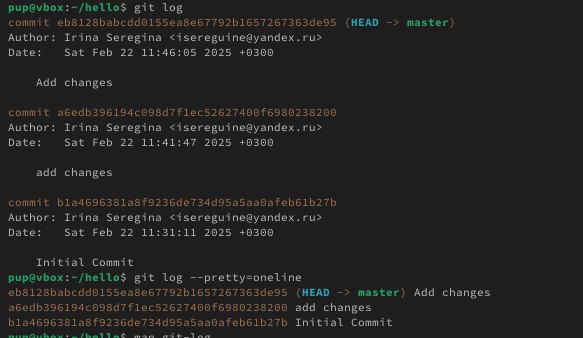 pup@vbox:~/hello$ git log
commit eb8128babcdd0155ea8e67792b1657267363de95 (HEAD -> master)
Author: Irina Seregina <isereguine@yandex.ru>
Date:   Sat Feb 22 11:46:05 2025 +0300
Add changes
commit a6edb396194c098d7f1ec52627400f6980238200
Author: Irina Seregina <isereguine@yandex.ru>
Date:   Sat Feb 22 11:41:47 2025 +0300
add changes
commit b1a4696381a8f9236de734d95a5aa0afeb61b27b
Author: Irina Seregina <isereguine@yandex.ru>
Date:   Sat Feb 22 11:31:11 2025 +0300
Initial Commit
pup@vbox:~/hello$ git log --pretty=oneline
eb8128babcdd0155ea8e67792b1657267363de95 (HEAD -> master) Add changes
a6edb396194c098d7f1ec52627400f6980238200 add changes
b1a4696381a8f9236de734d95a5aa0afeb61b27b Initial Commit
pup@vbox:~/hello$ man git-log